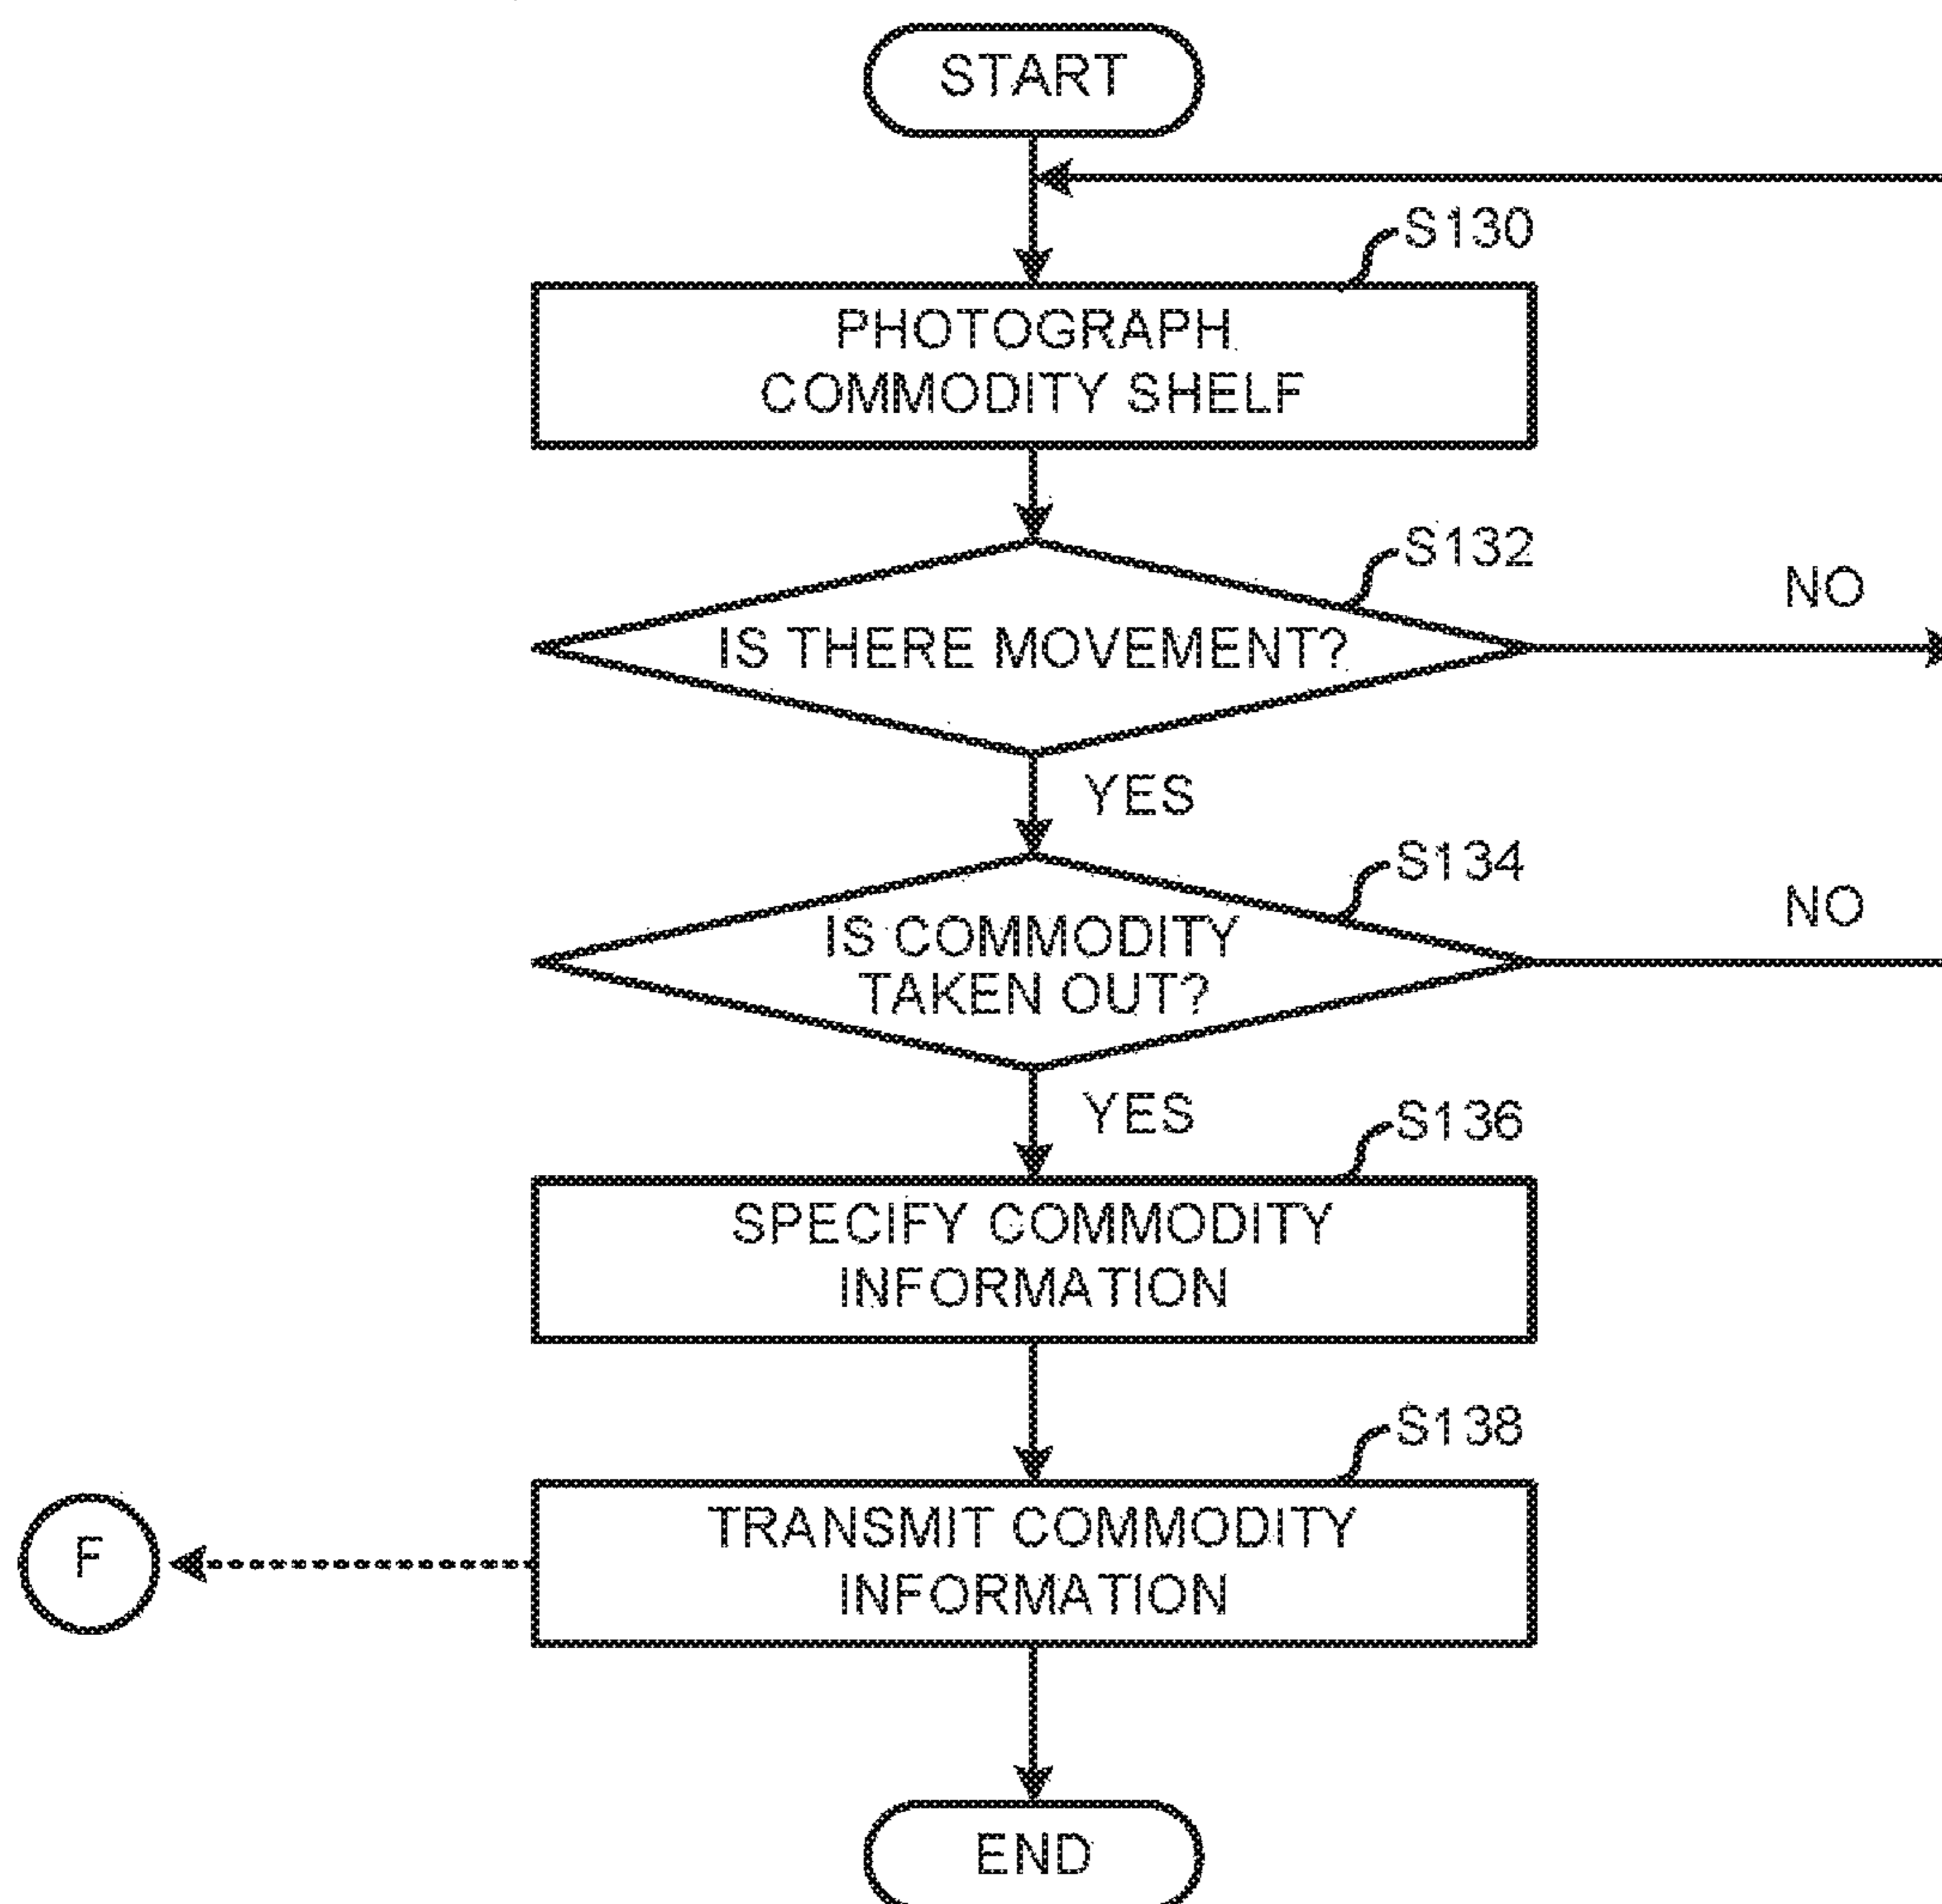 START
S130
PHOTOGRAPH
COMMODITY SHELF
S132
NO
IS THERE MOVEMENT?
YES
S134
NO
IS COMMODITY
TAKEN OUT?
YES
S136
SPECIFY COMMODITY
INFORMATION
S138
TRANSMIT COMMODITY
INFORMATION
F
END